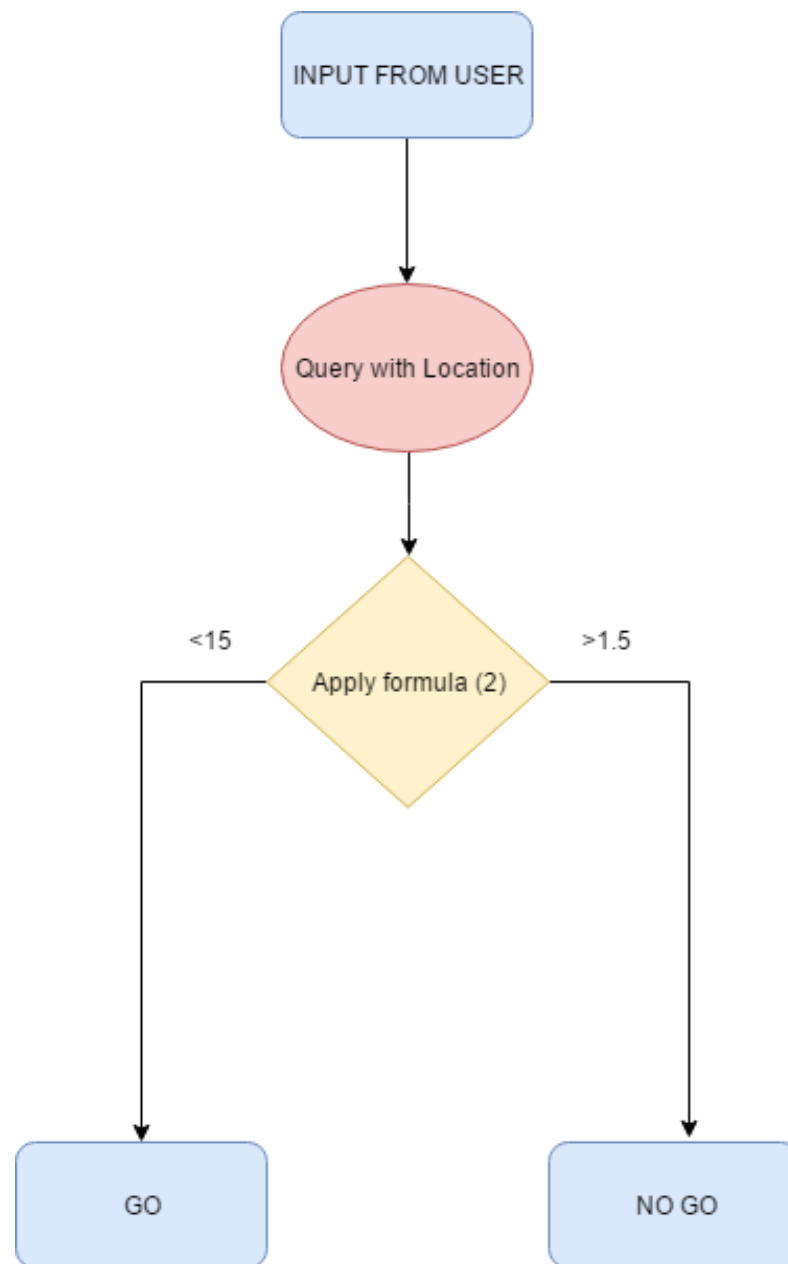 INPUT FROM USER
Query with Location
<15
>1.5
Apply formula (2)
GO
NO GO